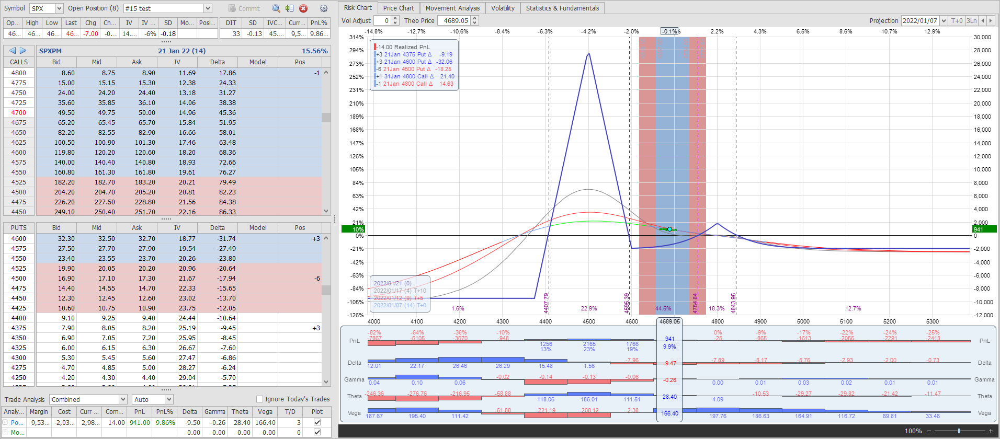 Symbol SPX Open Position (8) #15 test Commit
Op... High Low Last Chg Ch... IV IV ... SD Mo... Posi... DIT SD IVC... Curr... PnL%
46... 46... 46... 46... -7.00 -0.... 14.... -6% -0.18 33 -0.13 45.... 9,5... 9.86...
SPXPM 21 Jan 22 (14) 15.56%
CALLS Bid Mid Ask IV Delta Model Pos
4800 8.60 8.75 8.90 11.69 17.86 -1
4775 15.00 15.15 15.30 12.38 24.33
4750 24.00 24.20 24.40 13.18 31.27
4725 35.60 35.85 36.10 14.06 38.38
4700 49.50 49.75 50.00 14.96 45.36
4675 65.20 65.45 65.70 15.84 51.95
4650 82.20 82.55 82.90 16.66 58.01
4625 100.50 100.90 101.30 17.46 63.48
4600 119.80 120.20 120.60 18.20 68.36
4575 140.00 140.40 140.80 18.93 72.66
4550 160.80 161.30 161.80 19.61 76.27
4525 182.20 182.70 183.20 20.21 79.49
4500 204.20 204.70 205.20 20.81 82.23
4475 226.20 227.50 228.80 21.56 84.38
4450 249.10 250.40 251.70 22.16 86.33
PUTS Bid Mid Ask IV Delta Model Pos
4600 32.30 32.50 32.70 18.77 -31.74 +3
4575 27.50 27.70 27.90 19.54 -27.49
4550 23.40 23.55 23.70 20.26 -23.80
4525 19.90 20.05 20.20 20.96 -20.64
4500 16.90 17.10 17.30 21.67 -17.94 -6
4475 14.40 14.55 14.70 22.33 -15.65
4450 12.30 12.45 12.60 23.02 -13.70
4425 10.60 10.75 10.90 23.75 -12.05
4400 9.10 9.25 9.40 24.44 -10.64
4375 7.90 8.05 8.20 25.19 -9.45 +3
4350 6.90 7.05 7.20 25.95 -8.45
4325 6.00 6.15 6.30 26.67 -7.60
4300 5.30 5.45 5.60 27.47 -6.86
4275 4.70 4.85 5.00 28.27 -6.24
4250 4.20 4.30 4.40 29.04 -5.70
Trade Analysis Combined Auto Ignore Today's Trades
Analy... Margin Cost Curr ... Com... PnL PnL% Delta Gamma Theta Vega T/D Plot
Po... 9,53... -2,03... 2,98... 14.00 941.00 9.86% -9.50 -0.26 28.40 166.40 3
Mo... 0.00 0.00 0.00 0.00 0
Risk Chart Price Chart Movement Analysis Volatility Statistics & Fundamentals
Vol Adjust 0 Theo Price 4689.05 Projection 2022/01/07 T+0 3Ln
-14.8% -12.7% -10.6% -8.4% -6.3% -4.2% -2.0% -0.1% 2.2% 4.3% 6.5% 8.6% 10.7% 12.9%
314% 30,000
294% 28,000
273% 26,000
252% 24,000
231% 22,000
210% 20,000
189% 18,000
168% 16,000
147% 14,000
126% 12,000
105% 10,000
84% 8,000
63% 6,000
42% 4,000
21% 2,000
10% 941
0% 0
-21% -2,000
-42% -4,000
-63% -6,000
-84% -8,000
-105% -10,000
-126% -12,000
-14.00 Realized PnL
+3 21Jan 4375 Put Δ -9.19
+3 21Jan 4600 Put Δ -32.06
-6 21Jan 4500 Put Δ -18.25
+1 31Jan 4800 Call Δ 21.40
-1 21Jan 4800 Call Δ 14.63
2022/01/21 (0)
2022/01/17 (4) T+10
2022/01/12 (9) T+5
2022/01/07 (14) T+0
4407.79 4595.39 4754.84 4843.95
1.6% 22.9% 44.5% 18.3% 12.7%
4000 4100 4200 4300 4400 4500 4600 4689.05 4800 4900 5000 5100 5200 5300
-82% -64% -38% -10% 0% -9% -17% -22% -24% -25%
PnL -7867 -6105 -3670 -948 1256 2165 1766 941 -25 -865 -1613 -2056 -2291 -2418 PnL
13% 23% 19% 9.9%
Delta 12.01 22.17 26.46 26.29 15.48 1.56 -7.96 -9.47 -7.89 -8.17 -5.76 -2.93 -2.00 -0.73 Delta
Gamma 0.04 0.10 0.06 -0.02 -0.14 -0.13 -0.06 -0.26 0.00 0.01 0.03 0.02 0.01 0.01 Gamma
Theta -246.36 -276.76 -216.95 -58.88 118.06 186.01 111.51 28.40 4.09 -10.53 -29.27 -29.82 -21.42 -11.47 Theta
Vega 187.67 195.40 111.42 -61.88 -221.19 -208.12 -2.38 166.40 197.76 186.63 164.91 116.72 69.81 33.46 Vega
100% − +